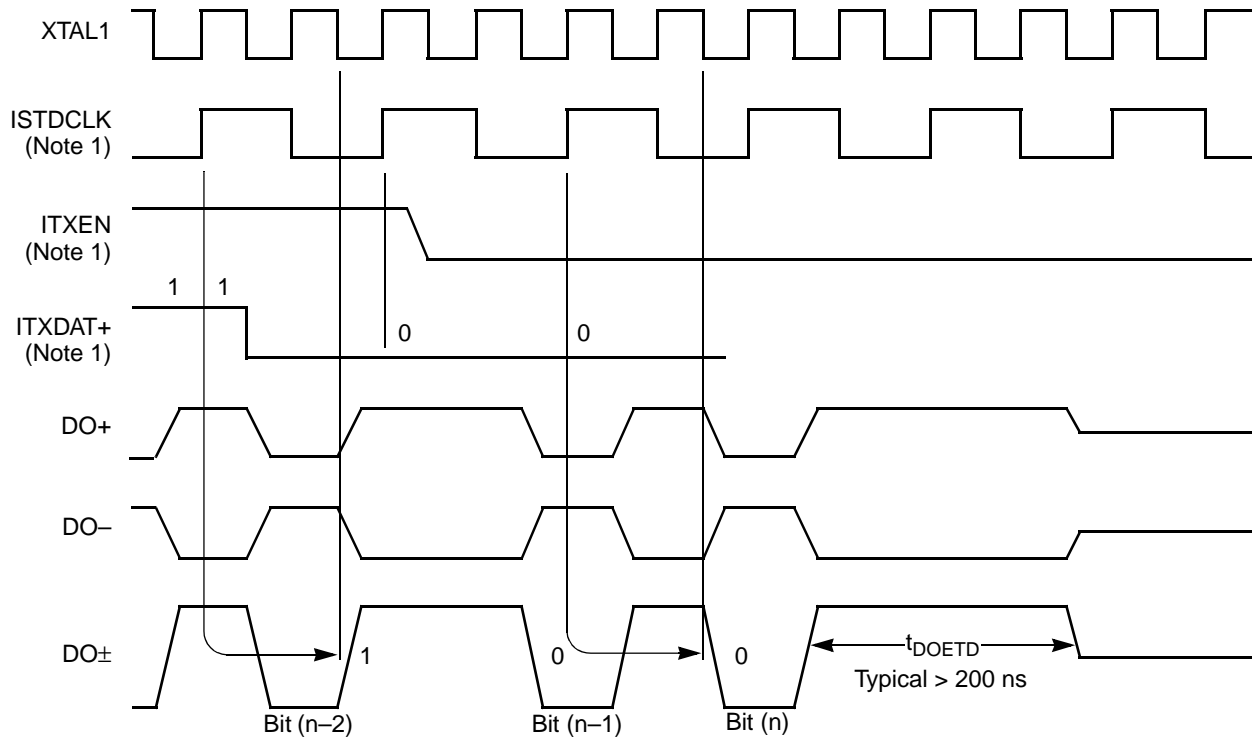 XTAL1
ISTDCLK
(Note 1)
ITXEN
(Note 1)
1 1
ITXDAT+
(Note 1)
0 0
DO+
DO–
DO±
1 0 0
tDOETD
Typical > 200 ns
Bit (n–2) Bit (n–1) Bit (n)